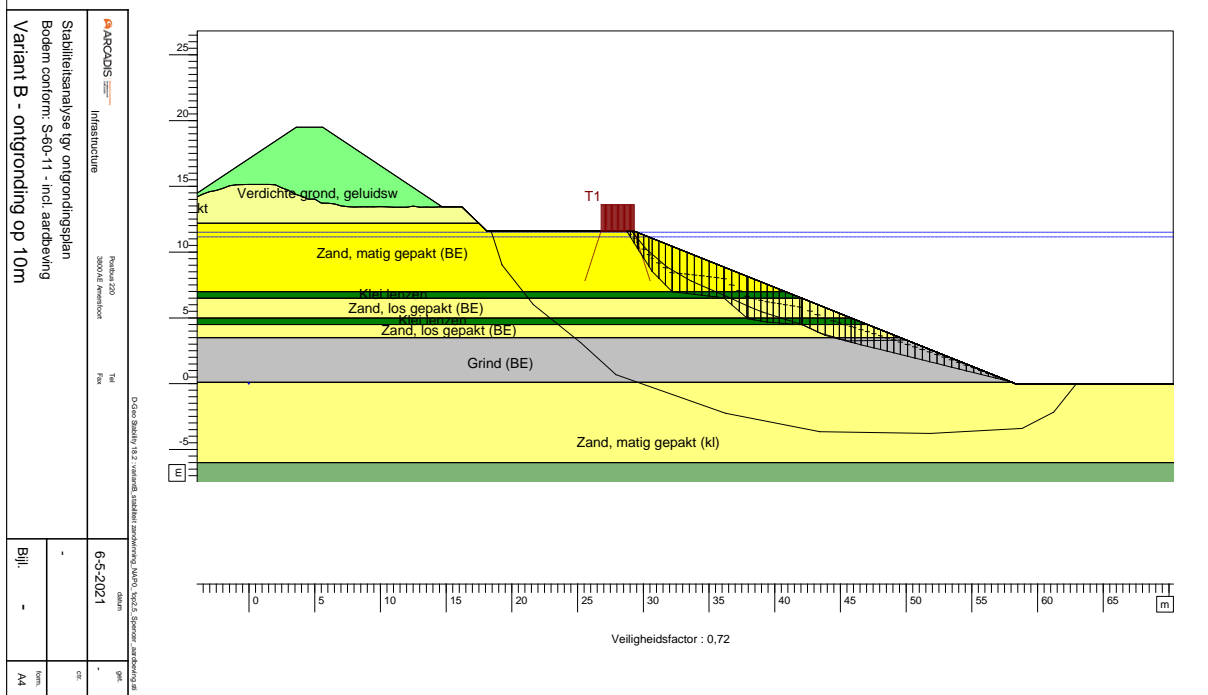 ARCADIS
Infrastructure
Postbus 220
3800 AE Amersfoort
Tel
Fax
D-Geo Stability 18.2 : variantB_stabiliteit zandwinning_NAP0_1op2.5_Spencer_aardbeving.sti
Stabiliteitsanalyse tgv ontgrondingsplan
Bodem conform: S-60-11 - incl. aardbeving
Variant B - ontgronding op 10m
datum
6-5-2021
get.
-
-
ctr.
Bijl.
-
form.
A4
25
20
15
10
5
0
-5
m
T1
Verdichte grond, geluidsw
kt
Zand, matig gepakt (BE)
Klei lenzen
Zand, los gepakt (BE)
Klei lenzen
Zand, los gepakt (BE)
Grind (BE)
Zand, matig gepakt (kl)
0 5 10 15 20 25 30 35 40 45 50 55 60 65
m
Veiligheidsfactor : 0,72